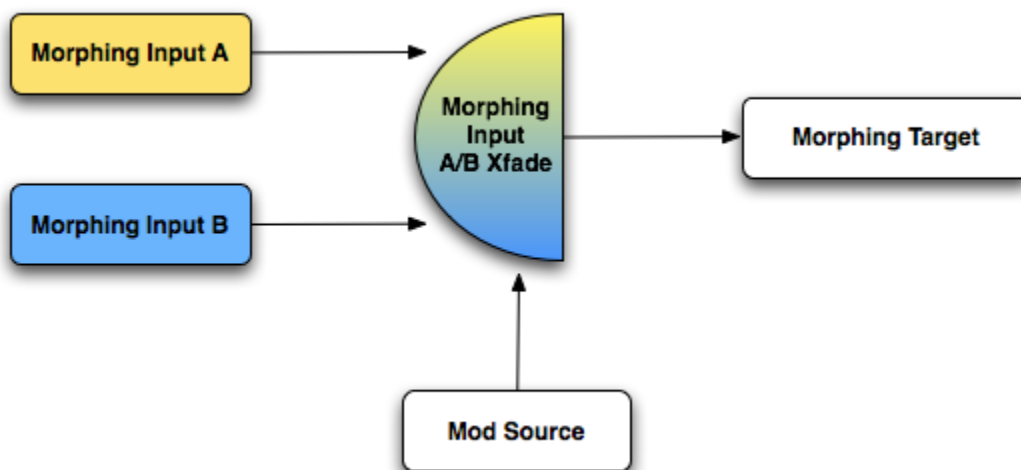 Morphing Input A
Morphing
Input
A/B Xfade
Morphing Target
Morphing Input B
Mod Source